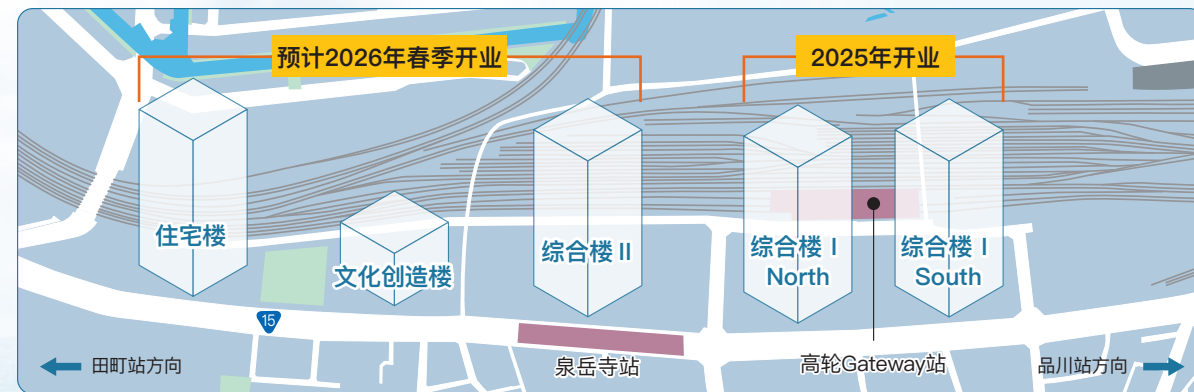 预计2026年春季开业
2025年开业
住宅楼
文化创造楼
综合楼 II
综合楼 I
North
综合楼 I
South
15
田町站方向
泉岳寺站
高轮Gateway站
品川站方向